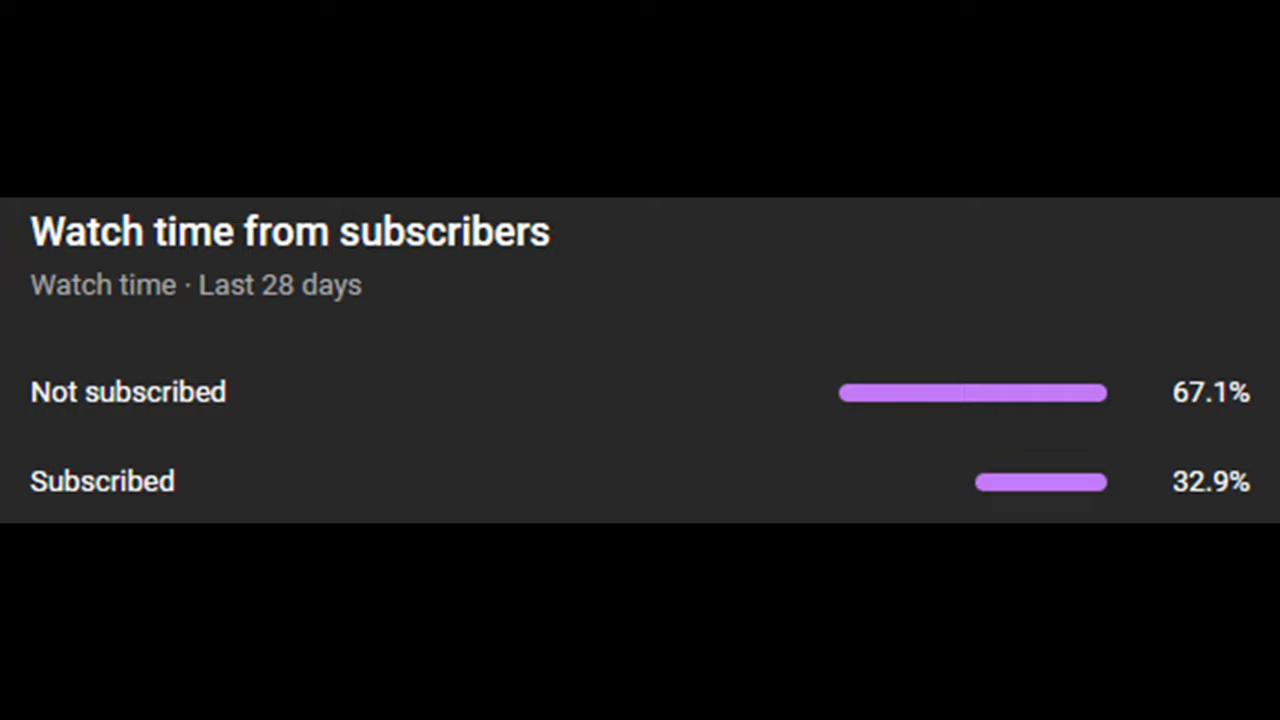 Watch time from subscribers
Watch time · Last 28 days
Not subscribed 67.1%
Subscribed 32.9%